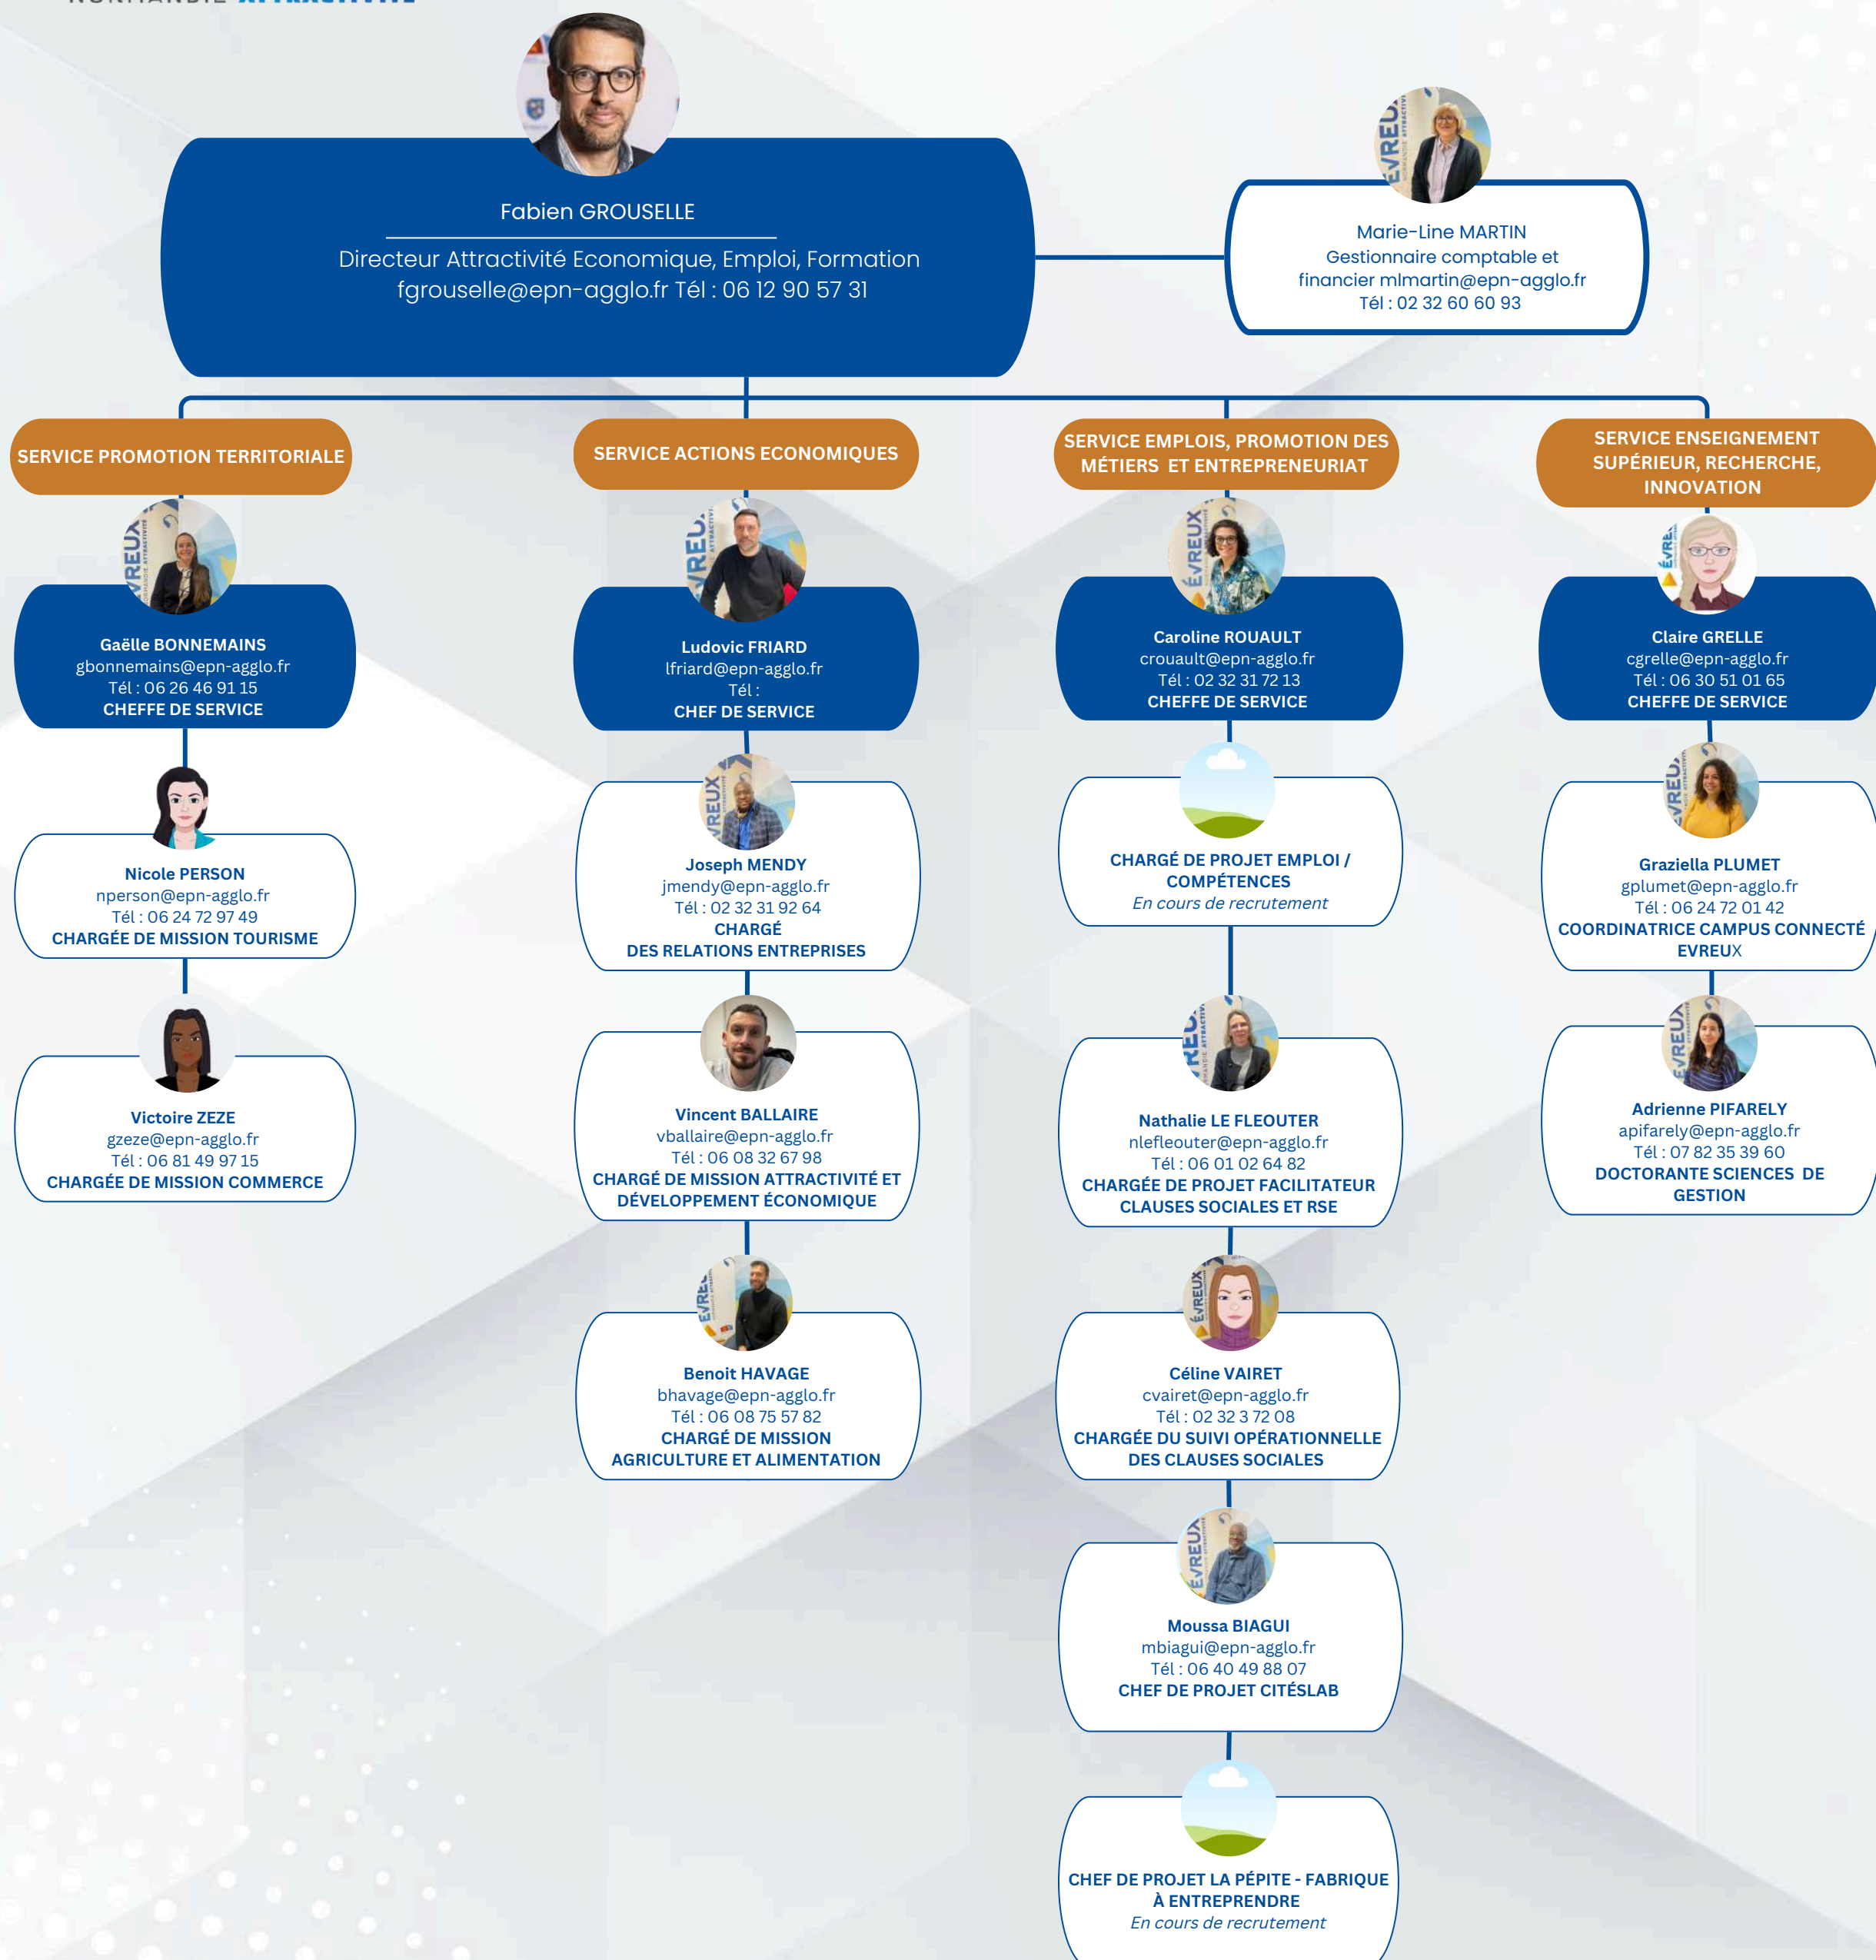 NORMANDIE ATTRACTIVITÉ
Fabien GROUSELLE
Directeur Attractivité Economique, Emploi, Formation
fgrouselle@epn-agglo.fr Tél : 06 12 90 57 31
Marie-Line MARTIN
Gestionnaire comptable et
financier mlmartin@epn-agglo.fr
Tél : 02 32 60 60 93
SERVICE PROMOTION TERRITORIALE
Gaëlle BONNEMAINS
gbonnemains@epn-agglo.fr
Tél : 06 26 46 91 15
CHEFFE DE SERVICE
Nicole PERSON
nperson@epn-agglo.fr
Tél : 06 24 72 97 49
CHARGÉE DE MISSION TOURISME
Victoire ZEZE
gzeze@epn-agglo.fr
Tél : 06 81 49 97 15
CHARGÉE DE MISSION COMMERCE
SERVICE ACTIONS ECONOMIQUES
Ludovic FRIARD
lfriard@epn-agglo.fr
Tél :
CHEF DE SERVICE
Joseph MENDY
jmendy@epn-agglo.fr
Tél : 02 32 31 92 64
CHARGÉ
DES RELATIONS ENTREPRISES
Vincent BALLAIRE
vballaire@epn-agglo.fr
Tél : 06 08 32 67 98
CHARGÉ DE MISSION ATTRACTIVITÉ ET
DÉVELOPPEMENT ÉCONOMIQUE
Benoit HAVAGE
bhavage@epn-agglo.fr
Tél : 06 08 75 57 82
CHARGÉ DE MISSION
AGRICULTURE ET ALIMENTATION
SERVICE EMPLOIS, PROMOTION DES
MÉTIERS ET ENTREPRENEURIAT
Caroline ROUAULT
crouault@epn-agglo.fr
Tél : 02 32 31 72 13
CHEFFE DE SERVICE
CHARGÉ DE PROJET EMPLOI /
COMPÉTENCES
En cours de recrutement
Nathalie LE FLEOUTER
nlefleouter@epn-agglo.fr
Tél : 06 01 02 64 82
CHARGÉE DE PROJET FACILITATEUR
CLAUSES SOCIALES ET RSE
Céline VAIRET
cvairet@epn-agglo.fr
Tél : 02 32 3 72 08
CHARGÉE DU SUIVI OPÉRATIONNELLE
DES CLAUSES SOCIALES
Moussa BIAGUI
mbiagui@epn-agglo.fr
Tél : 06 40 49 88 07
CHEF DE PROJET CITÉSLAB
CHEF DE PROJET LA PÉPITE - FABRIQUE
À ENTREPRENDRE
En cours de recrutement
SERVICE ENSEIGNEMENT
SUPÉRIEUR, RECHERCHE,
INNOVATION
Claire GRELLE
cgrelle@epn-agglo.fr
Tél : 06 30 51 01 65
CHEFFE DE SERVICE
Graziella PLUMET
gplumet@epn-agglo.fr
Tél : 06 24 72 01 42
COORDINATRICE CAMPUS CONNECTÉ
EVREUX
Adrienne PIFARELY
apifarely@epn-agglo.fr
Tél : 07 82 35 39 60
DOCTORANTE SCIENCES DE
GESTION